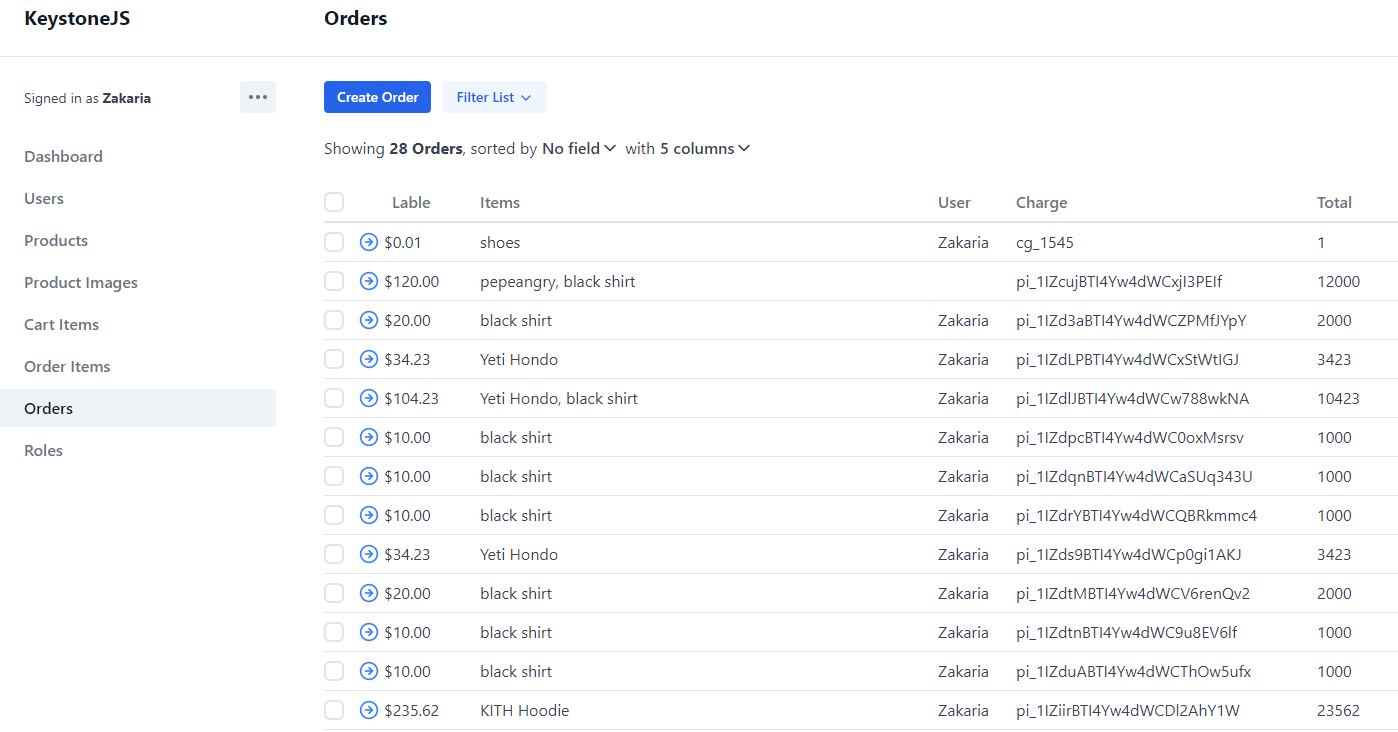 KeystoneJS
Orders
Signed in as Zakaria
Dashboard
Users
Products
Product Images
Cart Items
Order Items
Orders
Roles
Create Order Filter List
Showing 28 Orders, sorted by No field with 5 columns
Lable Items User Charge Total
$0.01 shoes Zakaria cg_1545 1
$120.00 pepeangry, black shirt pi_1IZcujBTI4Yw4dWCxjI3PEIf 12000
$20.00 black shirt Zakaria pi_1IZd3aBTI4Yw4dWCZPMfJYpY 2000
$34.23 Yeti Hondo Zakaria pi_1IZdLPBTI4Yw4dWCxStWtIGJ 3423
$104.23 Yeti Hondo, black shirt Zakaria pi_1IZdlJBTI4Yw4dWCw788wkNA 10423
$10.00 black shirt Zakaria pi_1IZdpcBTI4Yw4dWC0oxMsrsv 1000
$10.00 black shirt Zakaria pi_1IZdqnBTI4Yw4dWCaSUq343U 1000
$10.00 black shirt Zakaria pi_1IZdrYBTI4Yw4dWCQBRkmmc4 1000
$34.23 Yeti Hondo Zakaria pi_1IZds9BTI4Yw4dWCp0gi1AKJ 3423
$20.00 black shirt Zakaria pi_1IZdtMBTI4Yw4dWCV6renQv2 2000
$10.00 black shirt Zakaria pi_1IZdtnBTI4Yw4dWC9u8EV6lf 1000
$10.00 black shirt Zakaria pi_1IZduABTI4Yw4dWCThOw5ufx 1000
$235.62 KITH Hoodie Zakaria pi_1IZiirBTI4Yw4dWCDl2AhY1W 23562